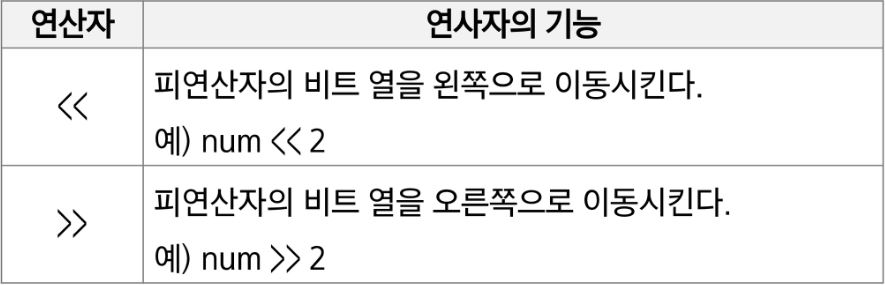 연산자 연사자의 기능
<< 피연산자의 비트 열을 왼쪽으로 이동시킨다.
예) num << 2
>> 피연산자의 비트 열을 오른쪽으로 이동시킨다.
예) num >> 2